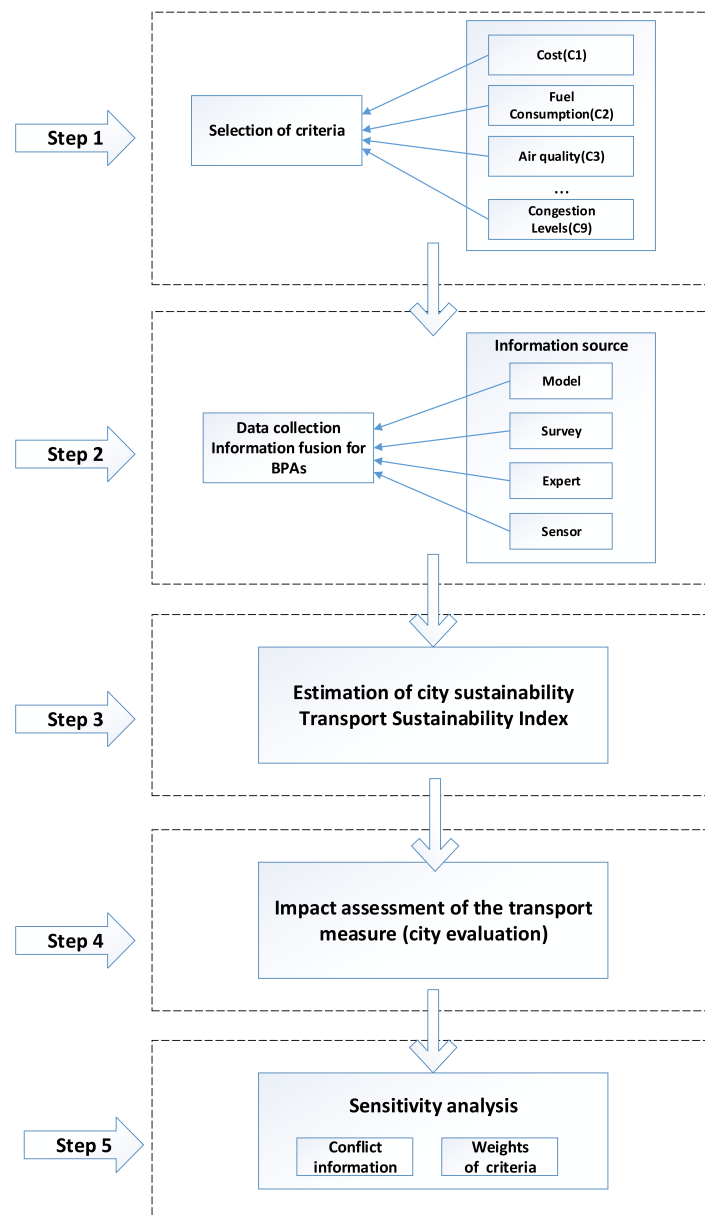 Step 1
Selection of criteria
Cost(C1)
Fuel
Consumption(C2)
Air quality(C3)
...
Congestion
Levels(C9)
Step 2
Data collection
Information fusion for
BPAs
Information source
Model
Survey
Expert
Sensor
Step 3
Estimation of city sustainability
Transport Sustainability Index
Step 4
Impact assessment of the transport
measure (city evaluation)
Step 5
Sensitivity analysis
Conflict
information
Weights
of criteria